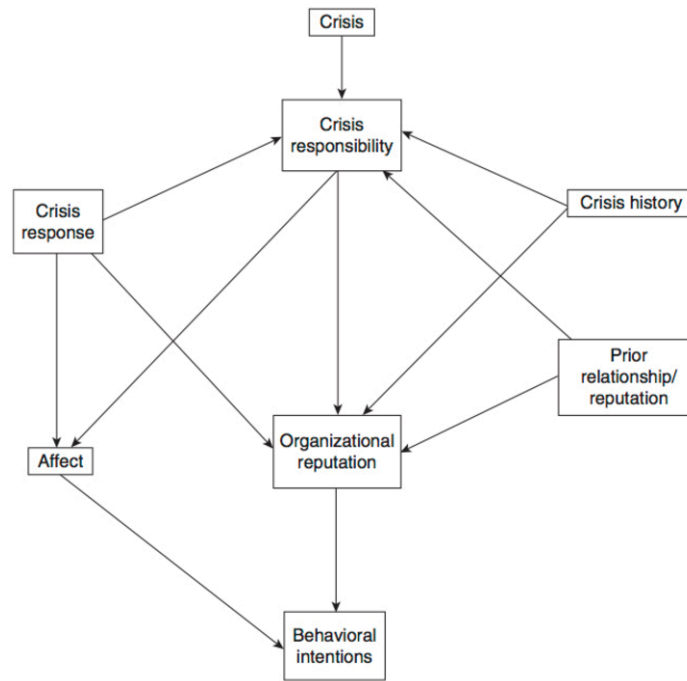 Crisis
Crisis
responsibility
Crisis
response
Crisis history
Prior
relationship/
reputation
Organizational
reputation
Affect
Behavioral
intentions